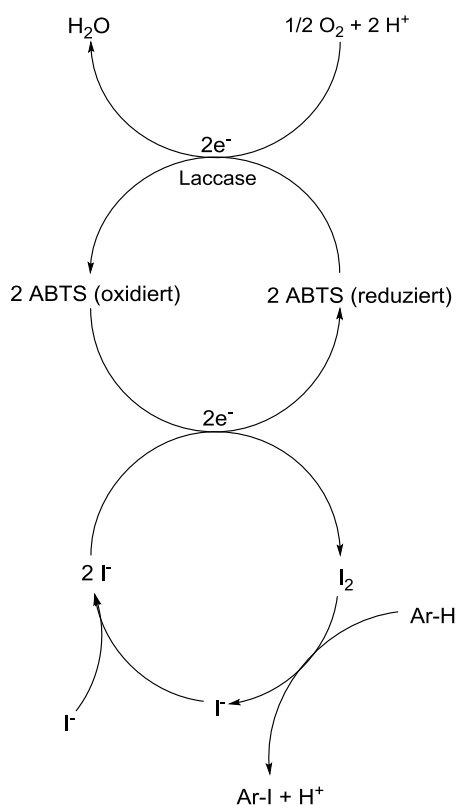 H₂O
1/2 O₂ + 2 H⁺
2e⁻
Laccase
2 ABTS (oxidiert)
2 ABTS (reduziert)
2e⁻
2 I⁻
I₂
Ar-H
I⁻
I⁻
Ar-I + H⁺